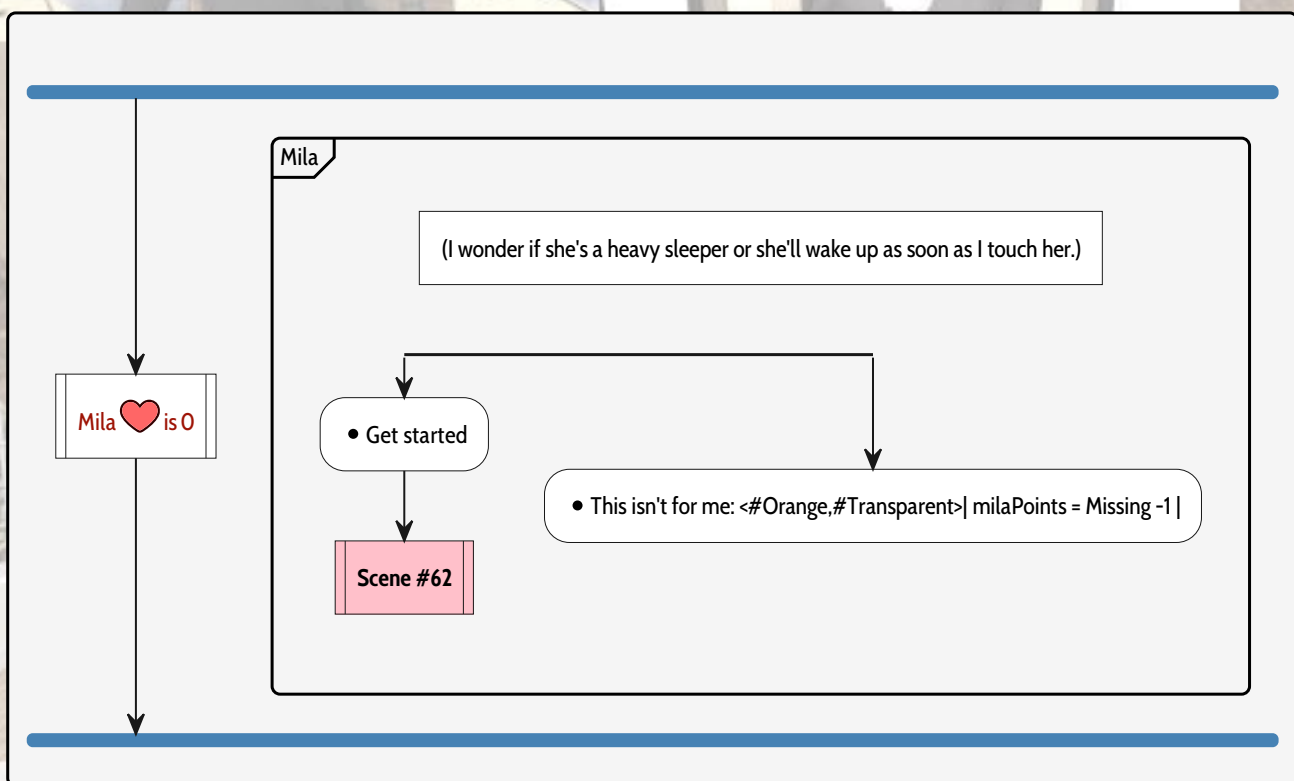 Mila
(I wonder if she's a heavy sleeper or she'll wake up as soon as I touch her.)
Mila is 0
• Get started
• This isn't for me: <#Orange,#Transparent>| milaPoints = Missing -1 |
Scene #62